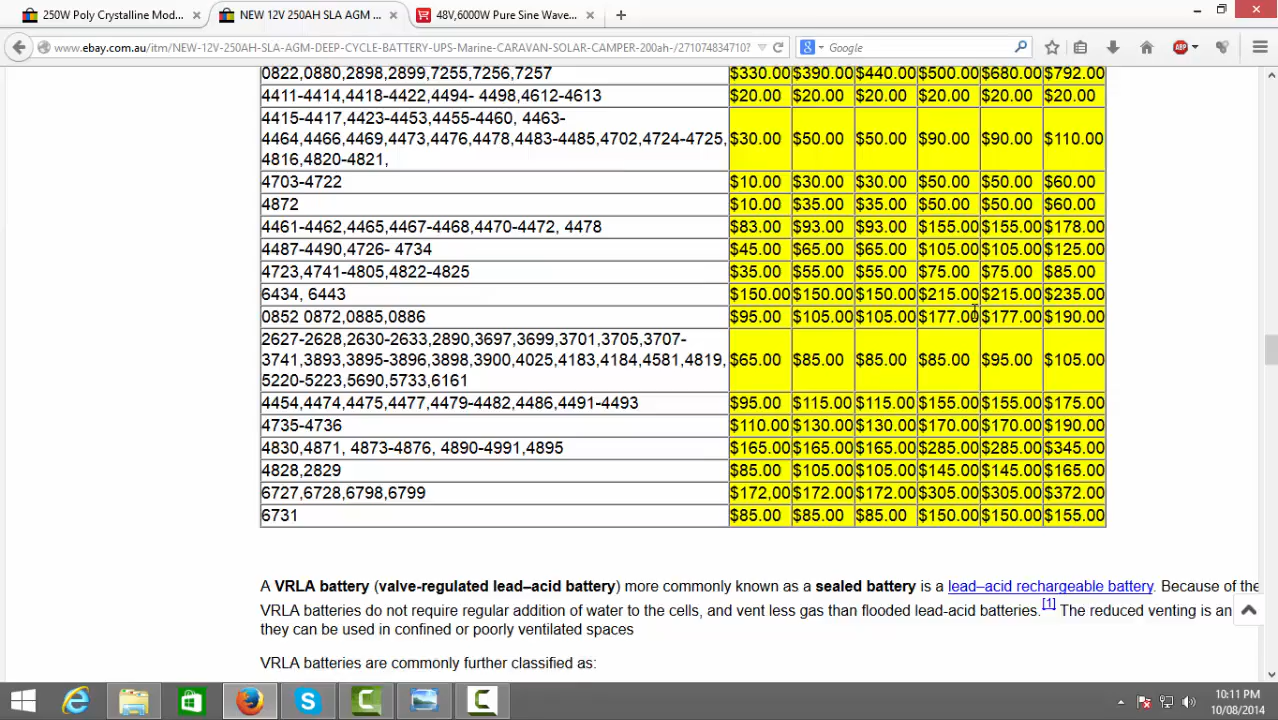 250W Poly Crystalline Mod... ×
NEW 12V 250AH SLA AGM ... ×
48V,6000W Pure Sine Wave... ×
www.ebay.com.au/itm/NEW-12V-250AH-SLA-AGM-DEEP-CYCLE-BATTERY-UPS-Marine-CARAVAN-SOLAR-CAMPER-200ah-/271074834710?
Google
ABP
0822,0880,2898,2899,7255,7256,7257 $330.00 $390.00 $440.00 $500.00 $680.00 $792.00
4411-4414,4418-4422,4494- 4498,4612-4613 $20.00 $20.00 $20.00 $20.00 $20.00 $20.00
4415-4417,4423-4453,4455-4460, 4463-
4464,4466,4469,4473,4476,4478,4483-4485,4702,4724-4725, $30.00 $50.00 $50.00 $90.00 $90.00 $110.00
4816,4820-4821,
4703-4722 $10.00 $30.00 $30.00 $50.00 $50.00 $60.00
4872 $10.00 $35.00 $35.00 $50.00 $50.00 $60.00
4461-4462,4465,4467-4468,4470-4472, 4478 $83.00 $93.00 $93.00 $155.00 $155.00 $178.00
4487-4490,4726- 4734 $45.00 $65.00 $65.00 $105.00 $105.00 $125.00
4723,4741-4805,4822-4825 $35.00 $55.00 $55.00 $75.00 $75.00 $85.00
6434, 6443 $150.00 $150.00 $150.00 $215.00 $215.00 $235.00
0852 0872,0885,0886 $95.00 $105.00 $105.00 $177.00 $177.00 $190.00
2627-2628,2630-2633,2890,3697,3699,3701,3705,3707-
3741,3893,3895-3896,3898,3900,4025,4183,4184,4581,4819, $65.00 $85.00 $85.00 $85.00 $95.00 $105.00
5220-5223,5690,5733,6161
4454,4474,4475,4477,4479-4482,4486,4491-4493 $95.00 $115.00 $115.00 $155.00 $155.00 $175.00
4735-4736 $110.00 $130.00 $130.00 $170.00 $170.00 $190.00
4830,4871, 4873-4876, 4890-4991,4895 $165.00 $165.00 $165.00 $285.00 $285.00 $345.00
4828,2829 $85.00 $105.00 $105.00 $145.00 $145.00 $165.00
6727,6728,6798,6799 $172,00 $172.00 $172.00 $305.00 $305.00 $372.00
6731 $85.00 $85.00 $85.00 $150.00 $150.00 $155.00
A VRLA battery (valve-regulated lead–acid battery) more commonly known as a sealed battery is a lead–acid rechargeable battery. Because of the
VRLA batteries do not require regular addition of water to the cells, and vent less gas than flooded lead-acid batteries.[1] The reduced venting is an
they can be used in confined or poorly ventilated spaces
VRLA batteries are commonly further classified as:
10:11 PM
10/08/2014